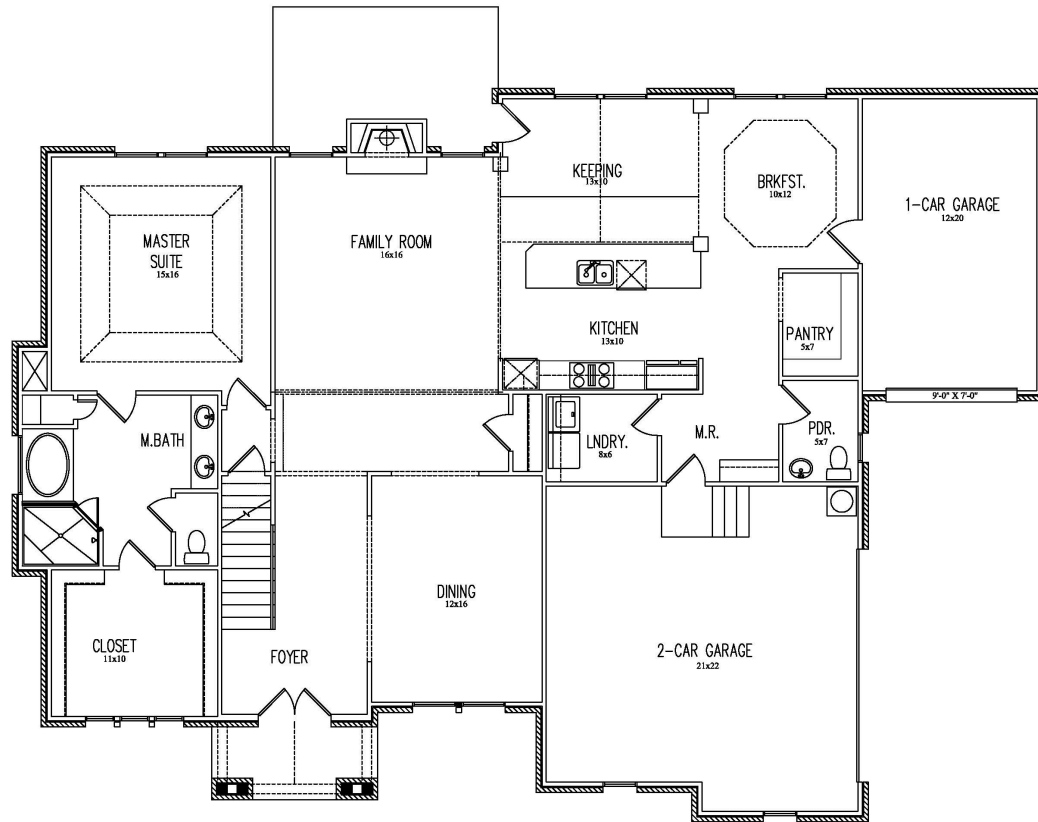 KEEPING
13x10
BRKFST.
10x12
1-CAR GARAGE
12x20
MASTER
SUITE
15x16
FAMILY ROOM
16x16
KITCHEN
13x10
PANTRY
5x7
9'-0" X 7'-0"
M.BATH
LNDRY.
8x6
M.R.
PDR.
5x7
DINING
12x16
CLOSET
11x10
FOYER
2-CAR GARAGE
21x22